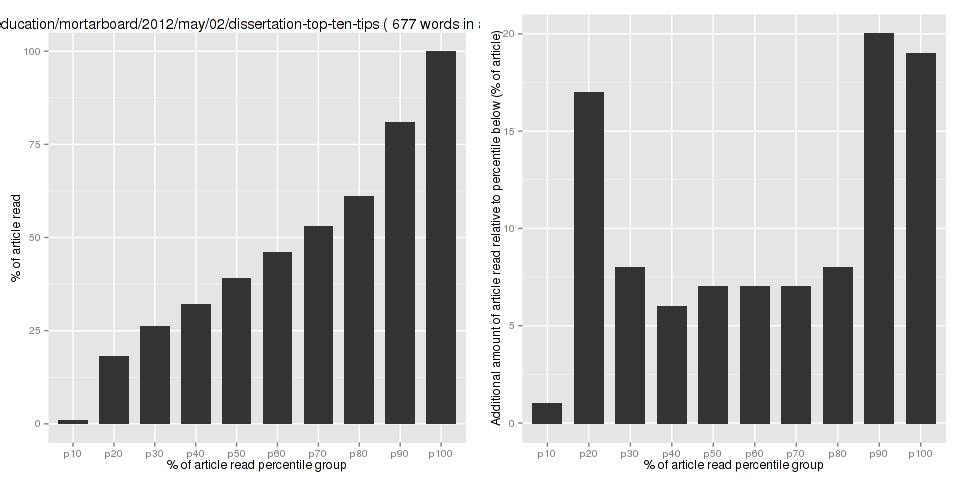 education/mortarboard/2012/may/02/dissertation-top-ten-tips ( 677 words in
100
75
50
25
0
% of article read
p10 p20 p30 p40 p50 p60 p70 p80 p90 p100
% of article read percentile group
20
15
10
5
0
Additional amount of article read relative to percentile below (% of article)
p10 p20 p30 p40 p50 p60 p70 p80 p90 p100
% of article read percentile group